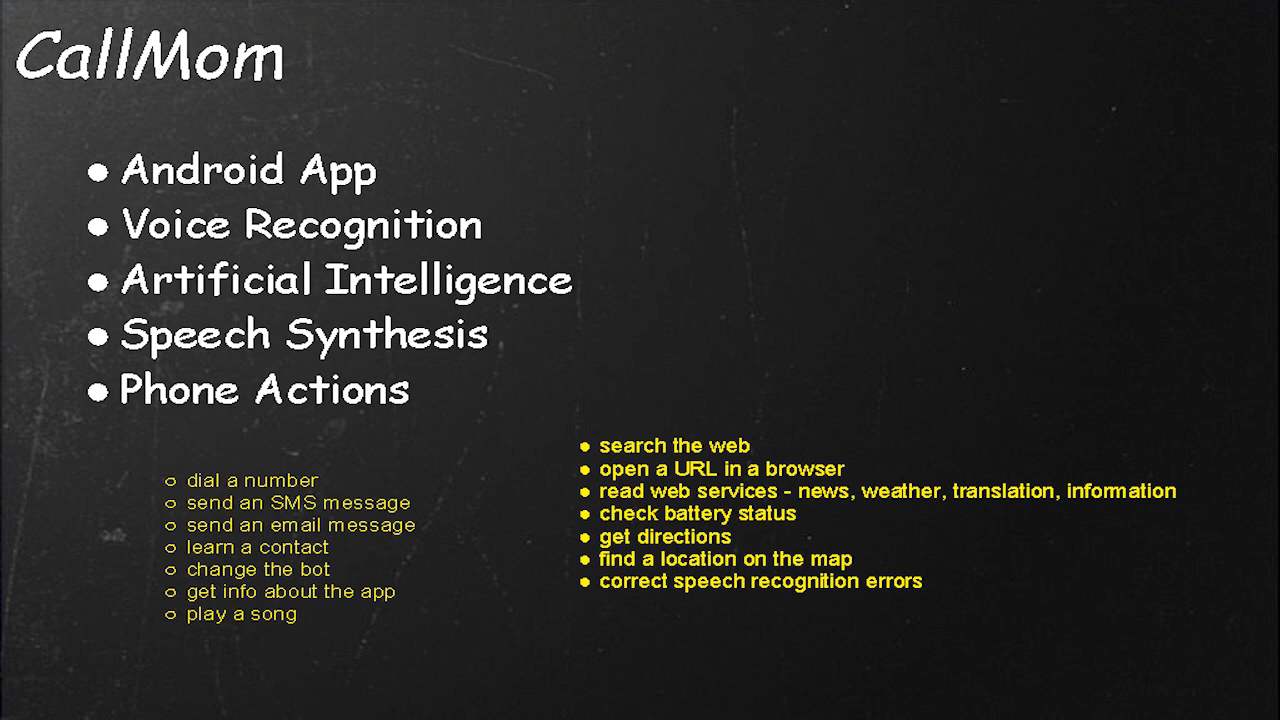 CallMom
● Android App
● Voice Recognition
● Artificial Intelligence
● Speech Synthesis
● Phone Actions
○ dial a number
○ send an SMS message
○ send an email message
○ learn a contact
○ change the bot
○ get info about the app
○ play a song
● search the web
● open a URL in a browser
● read web services - news, weather, translation, information
● check battery status
● get directions
● find a location on the map
● correct speech recognition errors